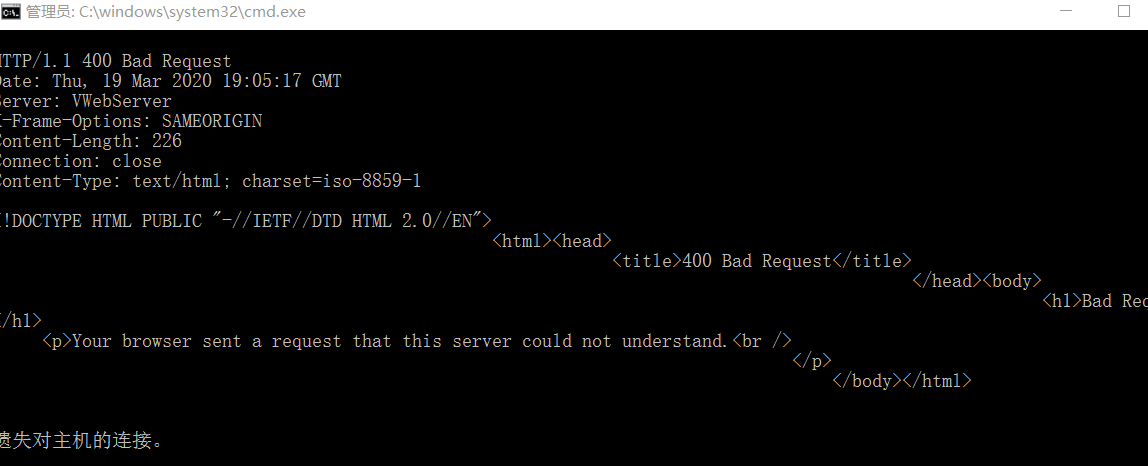 管理员: C:\windows\system32\cmd.exe
HTTP/1.1 400 Bad Request
Date: Thu, 19 Mar 2020 19:05:17 GMT
Server: VWebServer
X-Frame-Options: SAMEORIGIN
Content-Length: 226
Connection: close
Content-Type: text/html; charset=iso-8859-1
<!DOCTYPE HTML PUBLIC "-//IETF//DTD HTML 2.0//EN">
<html><head>
<title>400 Bad Request</title>
</head><body>
<h1>Bad Req
</h1>
<p>Your browser sent a request that this server could not understand.<br />
</p>
</body></html>
遗失对主机的连接。